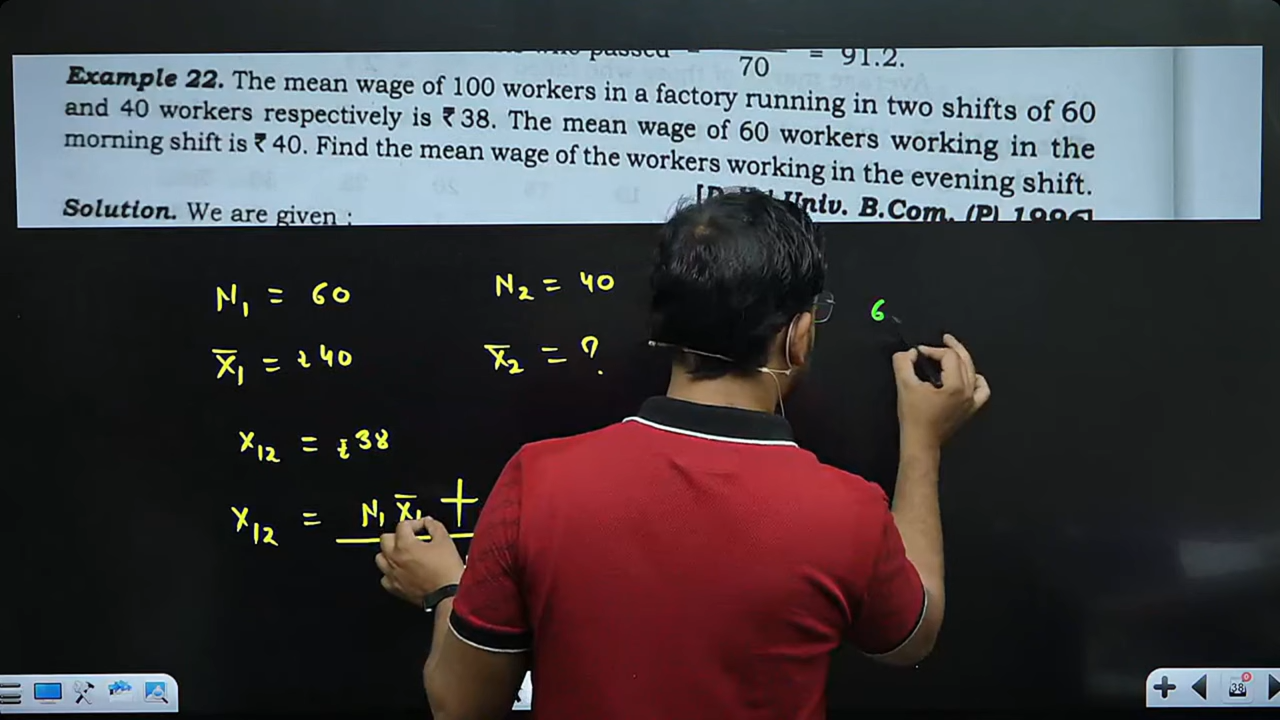 passed = 70 = 91.2.
Example 22. The mean wage of 100 workers in a factory running in two shifts of 60
and 40 workers respectively is ₹ 38. The mean wage of 60 workers working in the
morning shift is ₹ 40. Find the mean wage of the workers working in the evening shift.
Univ. B.Com. (P) 1996]
Solution. We are given :
N₁ = 60 N₂ = 40
6
X̄₁ = ₹ 40 X̄₂ = ?
X₁₂ = ₹ 38
X₁₂ = N₁ X̄₁ +
38